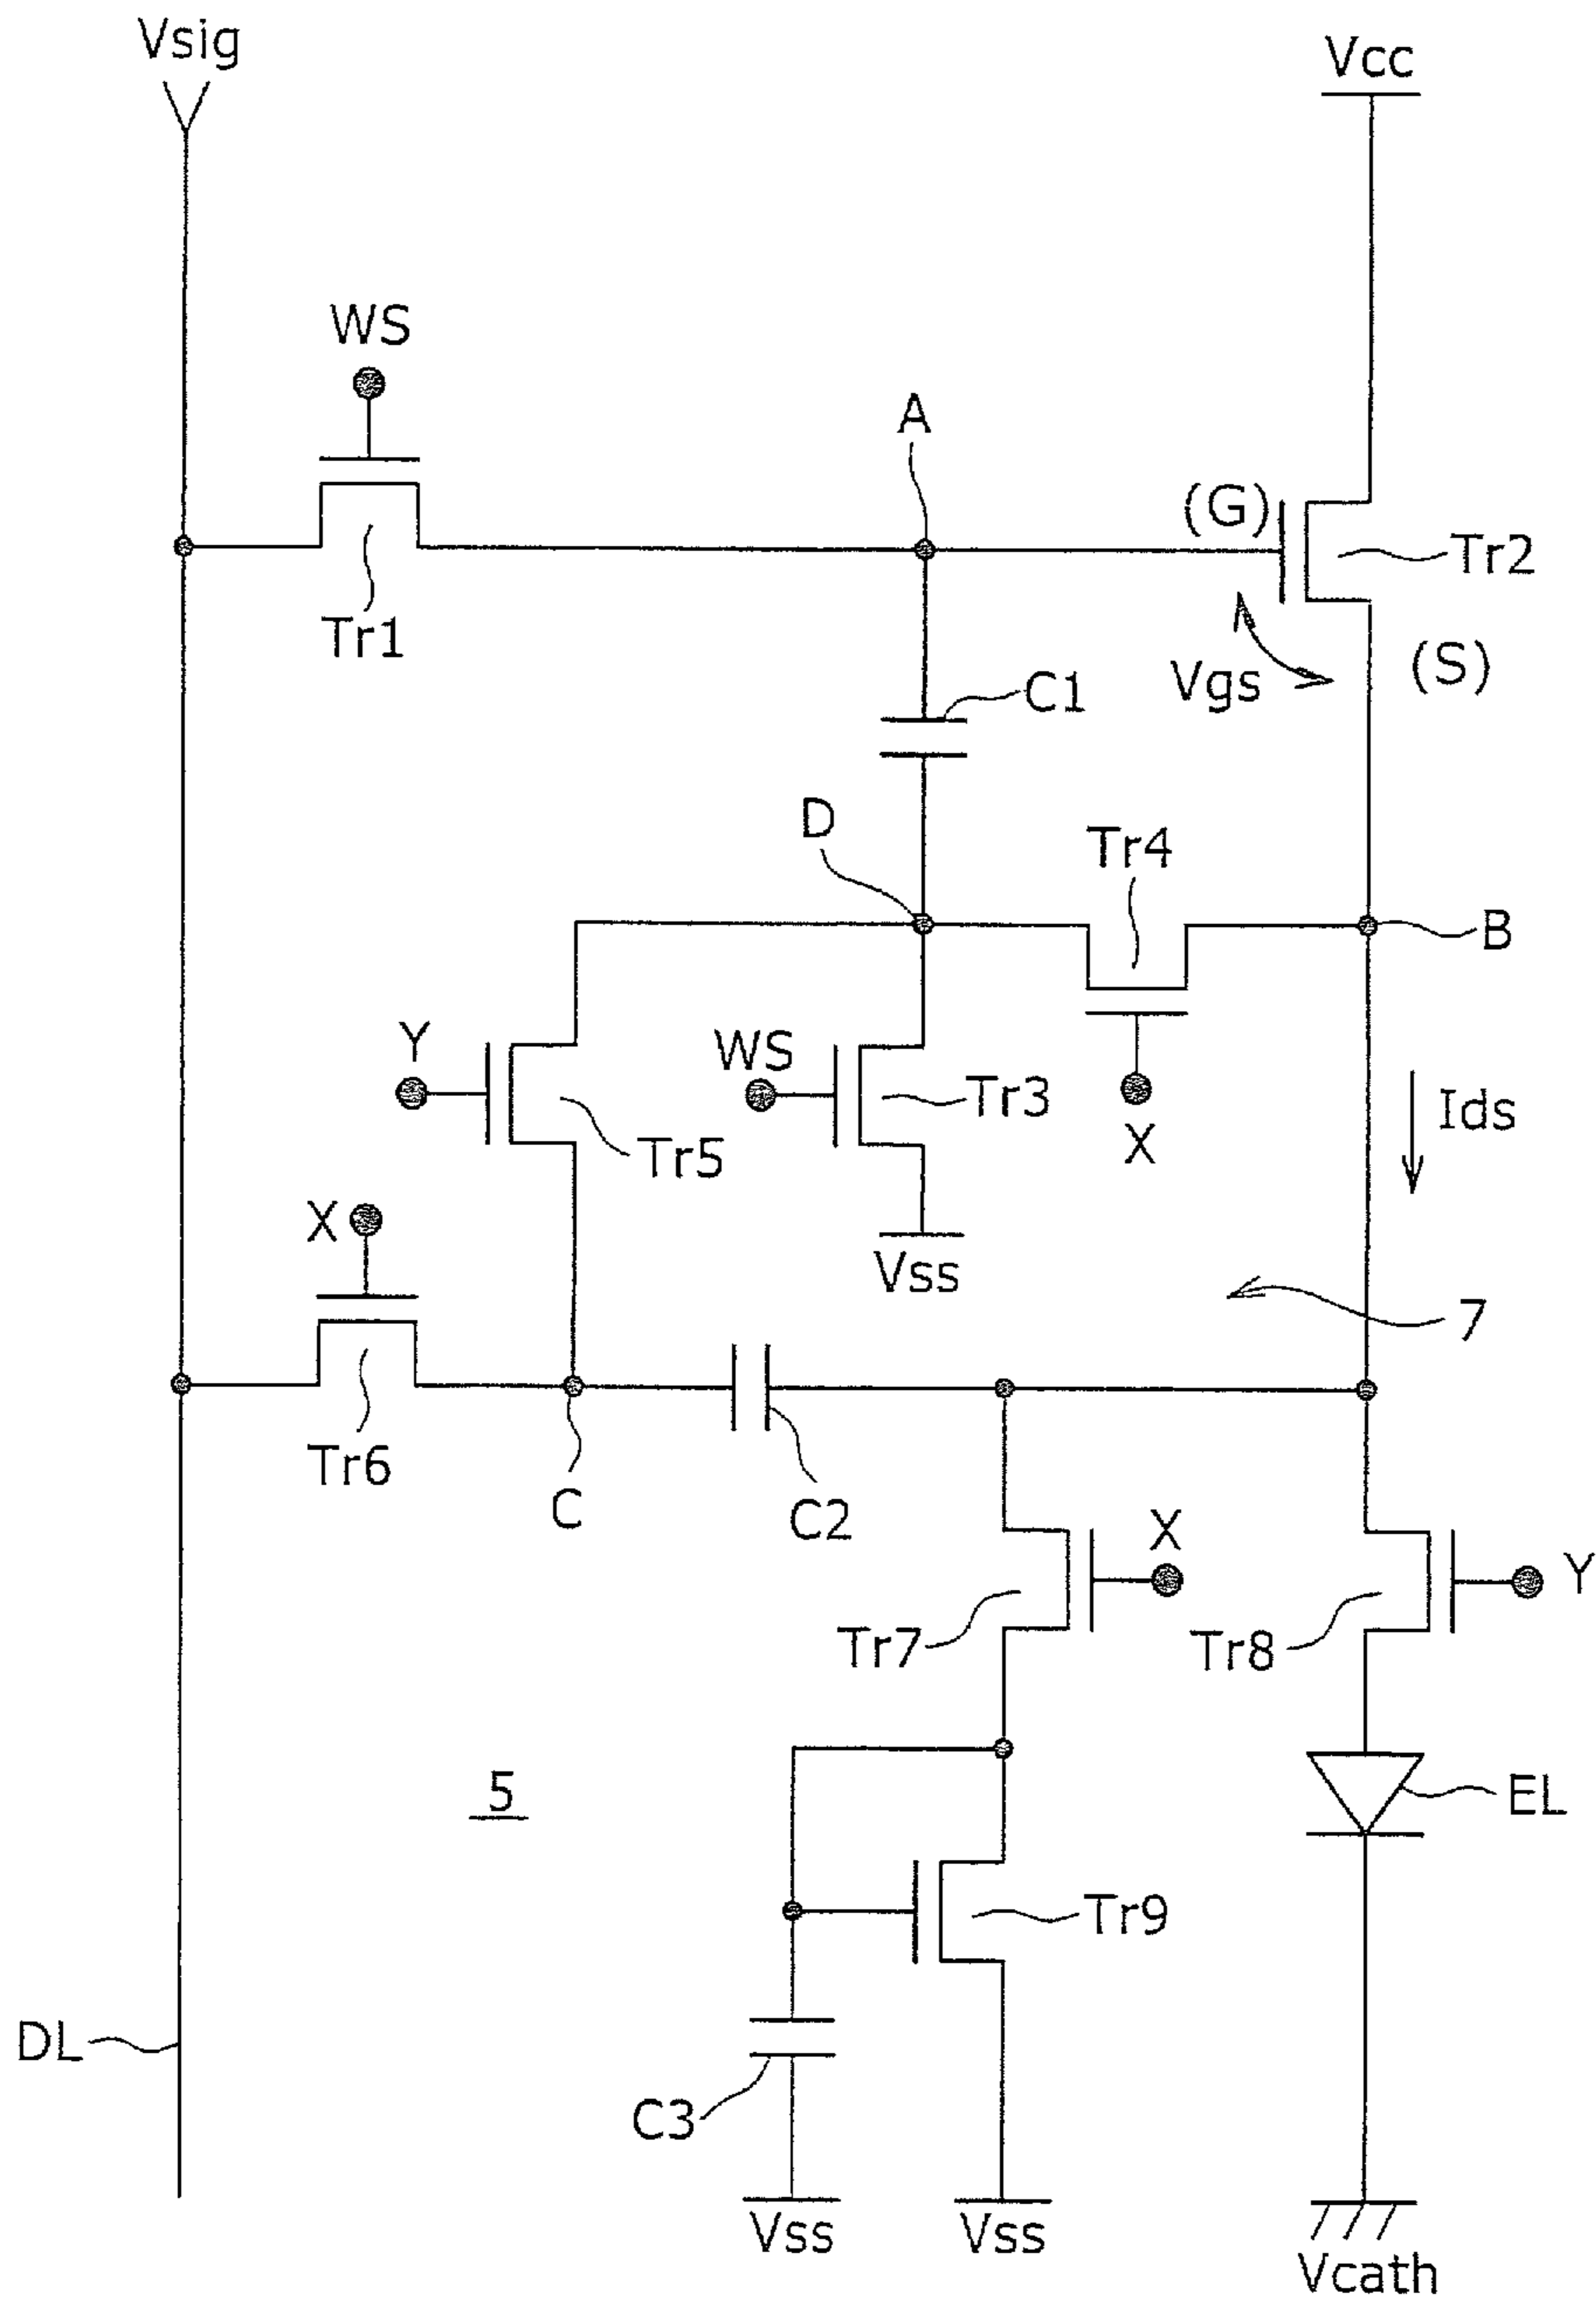 Vsig
Vcc
WS
A
(G)
Tr2
Tr1
Vgs
(S)
C1
D
Tr4
B
Y
WS
Tr3
X
Ids
Tr5
X
Vss
7
Tr6
C
C2
X
Y
Tr7
Tr8
5
EL
Tr9
DL
C3
Vss
Vss
Vcath